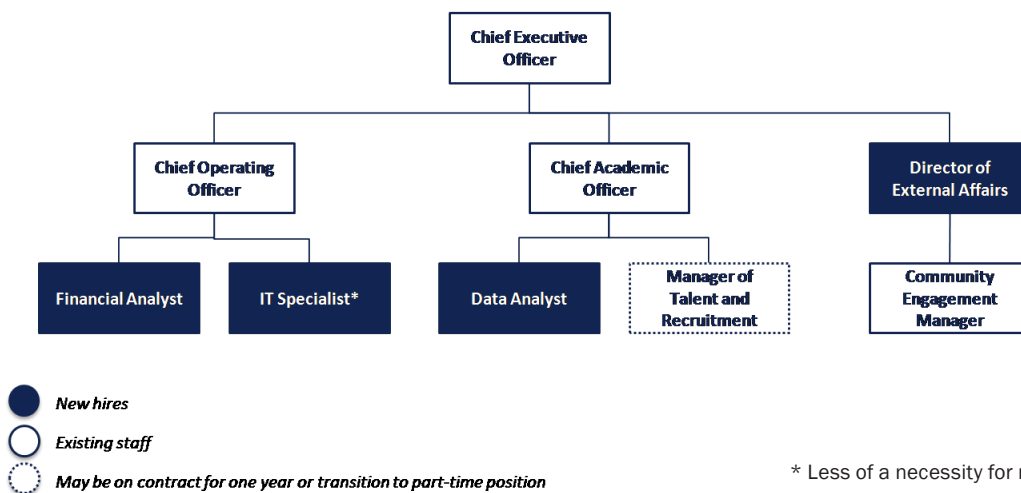 Chief Executive
Officer
Chief Operating
Officer
Chief Academic
Officer
Director of
External Affairs
Financial Analyst
IT Specialist*
Data Analyst
Manager of
Talent and
Recruitment
Community
Engagement
Manager
New hires
Existing staff
May be on contract for one year or transition to part-time position
* Less of a necessity for